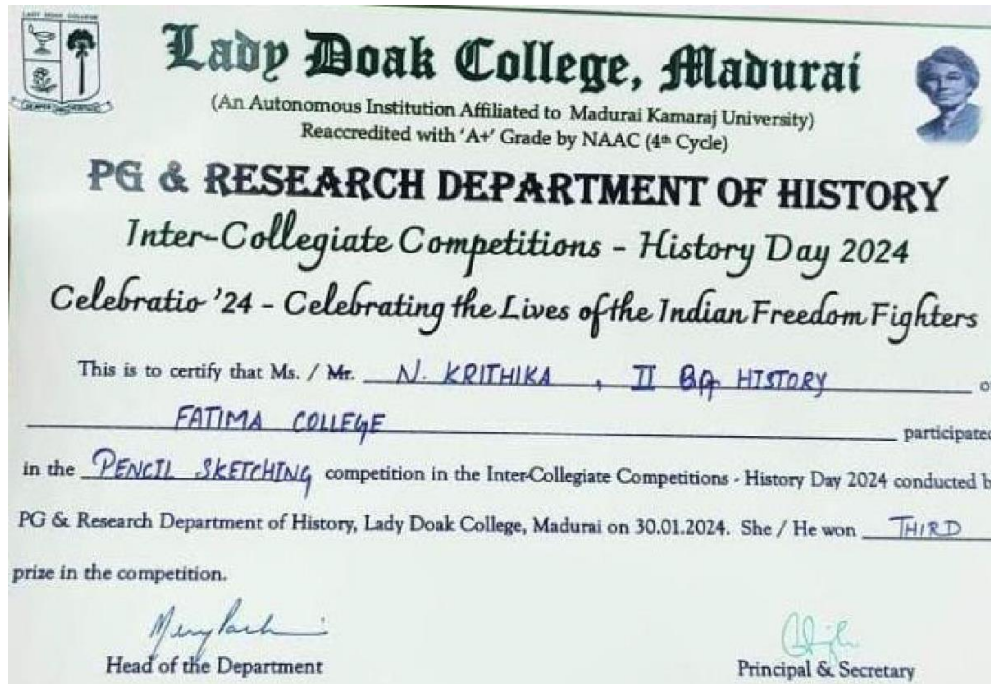 LADY DOAK COLLEGE
Lady Doak College, Madurai
(An Autonomous Institution Affiliated to Madurai Kamaraj University)
Reaccredited with 'A+' Grade by NAAC (4th Cycle)
PG & RESEARCH DEPARTMENT OF HISTORY
Inter-Collegiate Competitions - History Day 2024
Celebratio '24 - Celebrating the Lives of the Indian Freedom Fighters
This is to certify that Ms. / Mr. N. KRITHIKA , II BA HISTORY o
FATIMA COLLEGE participated
in the PENCIL SKETCHING competition in the Inter-Collegiate Competitions - History Day 2024 conducted b
PG & Research Department of History, Lady Doak College, Madurai on 30.01.2024. She / He won THIRD
prize in the competition.
Head of the Department
Principal & Secretary